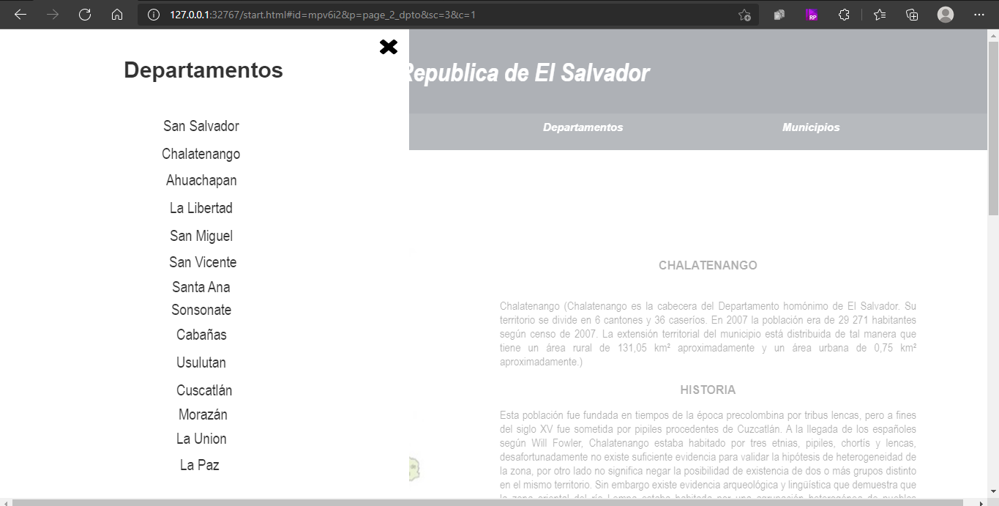 127.0.0.1:32767/start.html#id=mpv6i2&p=page_2_dpto&sc=3&c=1
RP
Departamentos
San Salvador
Chalatenango
Ahuachapan
La Libertad
San Miguel
San Vicente
Santa Ana
Sonsonate
Cabañas
Usulutan
Cuscatlán
Morazán
La Union
La Paz
Republica de El Salvador
Departamentos
Municipios
CHALATENANGO
Chalatenango (Chalatenango es la cabecera del Departamento homónimo de El Salvador. Su
territorio se divide en 6 cantones y 36 caseríos. En 2007 la población era de 29 271 habitantes
según censo de 2007. La extensión territorial del municipio está distribuida de tal manera que
tiene un área rural de 131,05 km² aproximadamente y un área urbana de 0,75 km²
aproximadamente.)
HISTORIA
Esta población fue fundada en tiempos de la época precolombina por tribus lencas, pero a fines
del siglo XV fue sometida por pipiles procedentes de Cuzcatlán. A la llegada de los españoles
según Will Fowler, Chalatenango estaba habitado por tres etnias, pipiles, chortís y lencas,
desafortunadamente no existe suficiente evidencia para validar la hipótesis de heterogeneidad de
la zona, por otro lado no significa negar la posibilidad de existencia de dos o más grupos distinto
en el mismo territorio. Sin embargo existe evidencia arqueológica y lingüística que demuestra que
la zona oriental del río Lempa estaba habitada por una agrupación heterogénea de pueblos